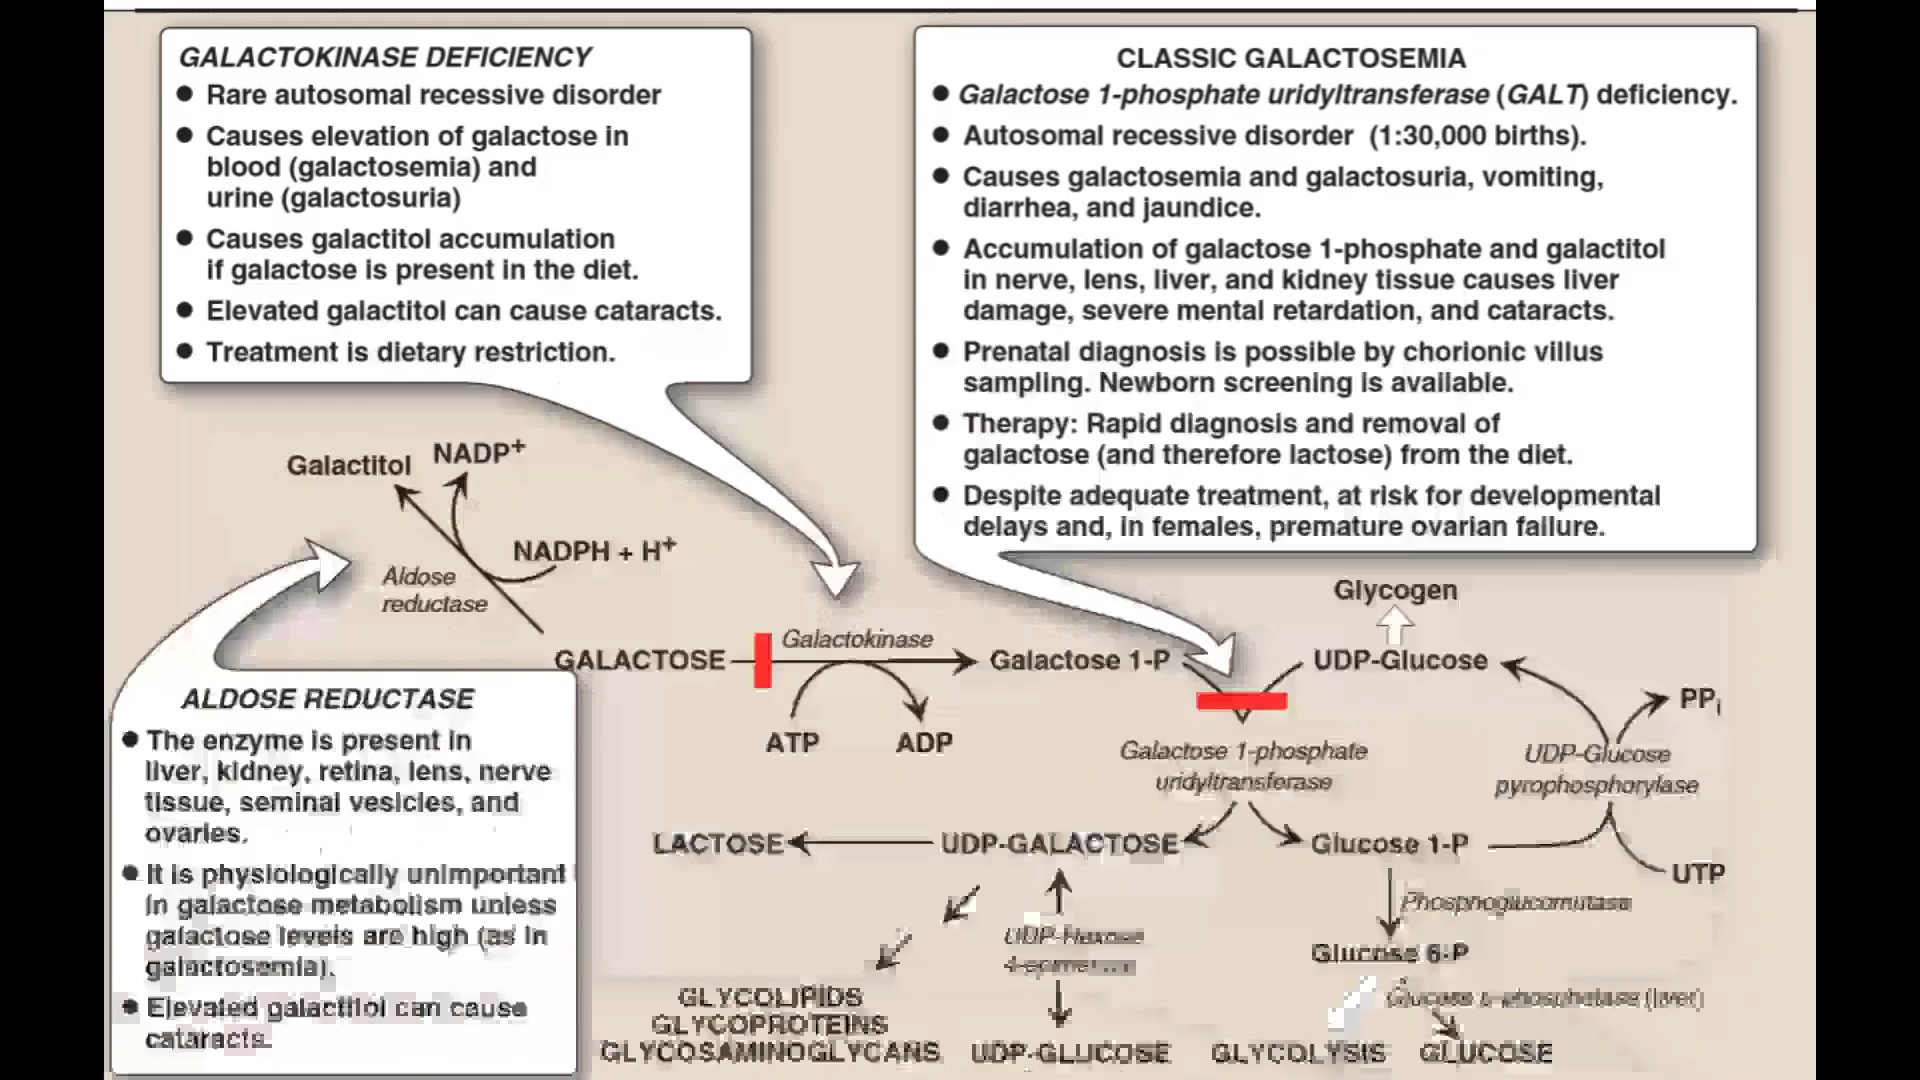 GALACTOKINASE DEFICIENCY
● Rare autosomal recessive disorder
● Causes elevation of galactose in
blood (galactosemia) and
urine (galactosuria)
● Causes galactitol accumulation
if galactose is present in the diet.
● Elevated galactitol can cause cataracts.
● Treatment is dietary restriction.
CLASSIC GALACTOSEMIA
● Galactose 1-phosphate uridyltransferase (GALT) deficiency.
● Autosomal recessive disorder (1:30,000 births).
● Causes galactosemia and galactosuria, vomiting,
diarrhea, and jaundice.
● Accumulation of galactose 1-phosphate and galactitol
in nerve, lens, liver, and kidney tissue causes liver
damage, severe mental retardation, and cataracts.
● Prenatal diagnosis is possible by chorionic villus
sampling. Newborn screening is available.
● Therapy: Rapid diagnosis and removal of
galactose (and therefore lactose) from the diet.
● Despite adequate treatment, at risk for developmental
delays and, in females, premature ovarian failure.
Galactitol
NADP+
NADPH + H+
Aldose
reductase
GALACTOSE
Galactokinase
Galactose 1-P
ATP
ADP
Glycogen
UDP-Glucose
PPi
Galactose 1-phosphate
uridyltransferase
UDP-Glucose
pyrophosphorylase
LACTOSE
UDP-GALACTOSE
Glucose 1-P
UTP
Phosphoglucomutase
UDP-Hexose
Glucose 6-P
Glucose 6-phosphatase (liver)
GLYCOLIPIDS
GLYCOPROTEINS
GLYCOSAMINOGLYCANS
UDP-GLUCOSE
GLYCOLYSIS
GLUCOSE
ALDOSE REDUCTASE
● The enzyme is present in
liver, kidney, retina, lens, nerve
tissue, seminal vesicles, and
ovaries.
● It is physiologically unimportant
in galactose metabolism unless
galactose levels are high (as in
galactosemia).
● Elevated galactitol can cause
cataracts.